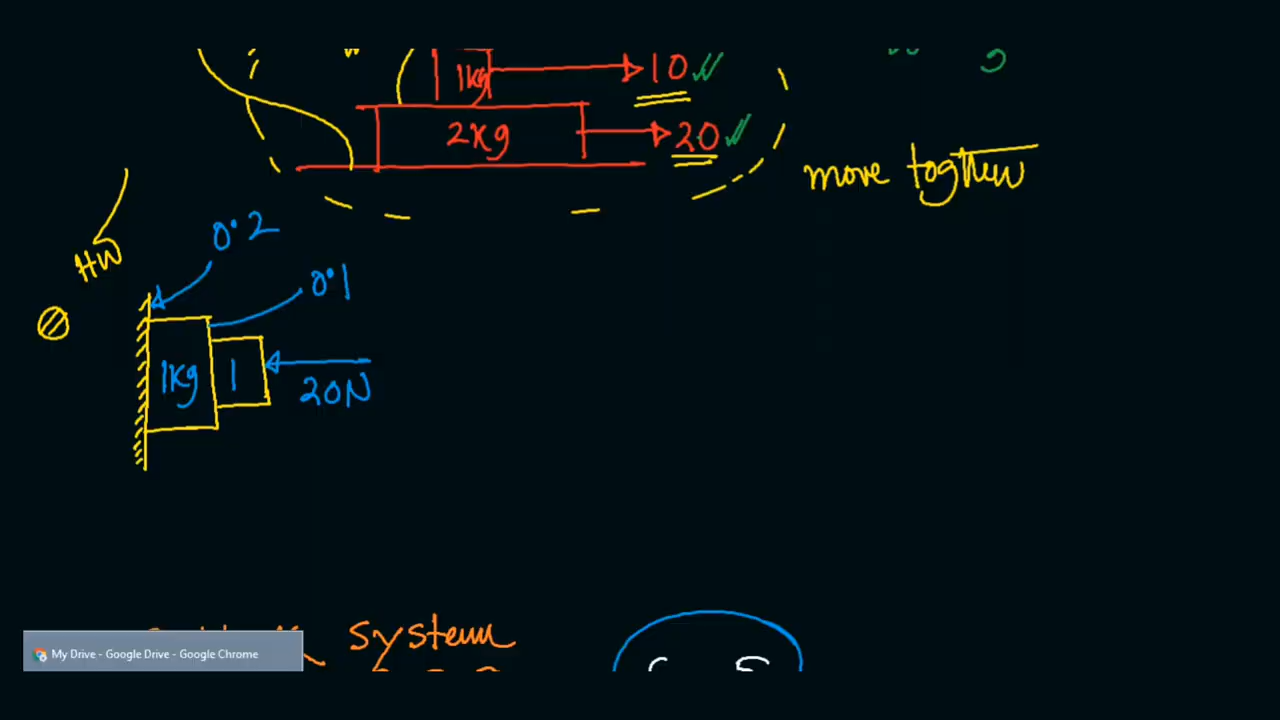 1kg 10
2kg 20
move together
HW
0.2
0.1
1kg 1
20N
system
My Drive - Google Drive - Google Chrome